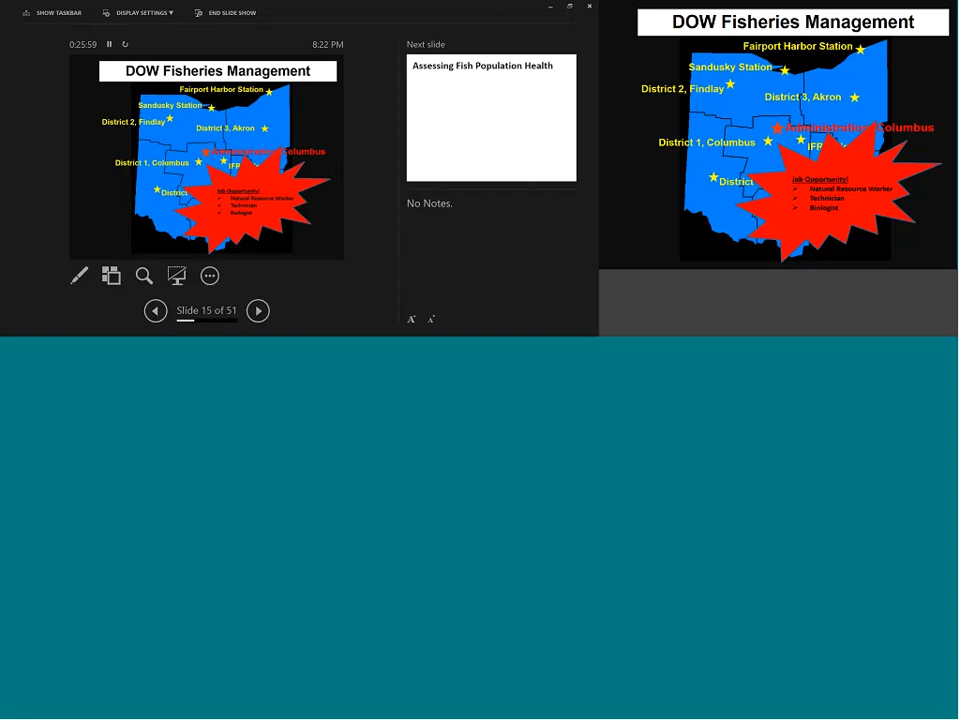 SHOW TASKBAR
DISPLAY SETTINGS ▼
END SLIDE SHOW
0:25:59
8:22 PM
DOW Fisheries Management
Fairport Harbor Station
Sandusky Station
District 2, Findlay
District 3, Akron
Administration, Columbus
District 1, Columbus
District
Job Opportunity!
Natural Resource Worker
Technician
Biologist
Slide 15 of 51
Next slide
Assessing Fish Population Health
No Notes.
DOW Fisheries Management
Fairport Harbor Station
Sandusky Station
District 2, Findlay
District 3, Akron
Administration, Columbus
District 1, Columbus
District
Job Opportunity!
Natural Resource Worker
Technician
Biologist